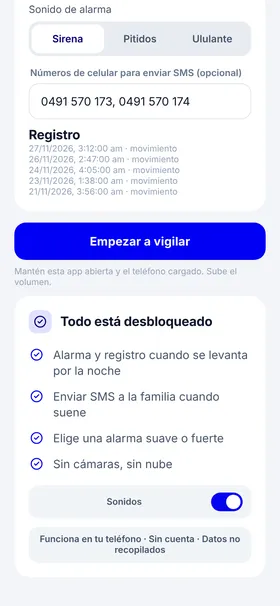 Sonido de alarma
Sirena
Pitidos
Ululante
Números de celular para enviar SMS (opcional)
0491 570 173, 0491 570 174
Registro
27/11/2026, 3:12:00 am · movimiento
26/11/2026, 2:47:00 am · movimiento
24/11/2026, 4:05:00 am · movimiento
23/11/2026, 1:38:00 am · movimiento
21/11/2026, 3:56:00 am · movimiento
Empezar a vigilar
Mantén esta app abierta y el teléfono cargado. Sube el
volumen.
Todo está desbloqueado
Alarma y registro cuando se levanta
por la noche
Enviar SMS a la familia cuando
suene
Elige una alarma suave o fuerte
Sin cámaras, sin nube
Sonidos
Funciona en tu teléfono · Sin cuenta · Datos no
recopilados